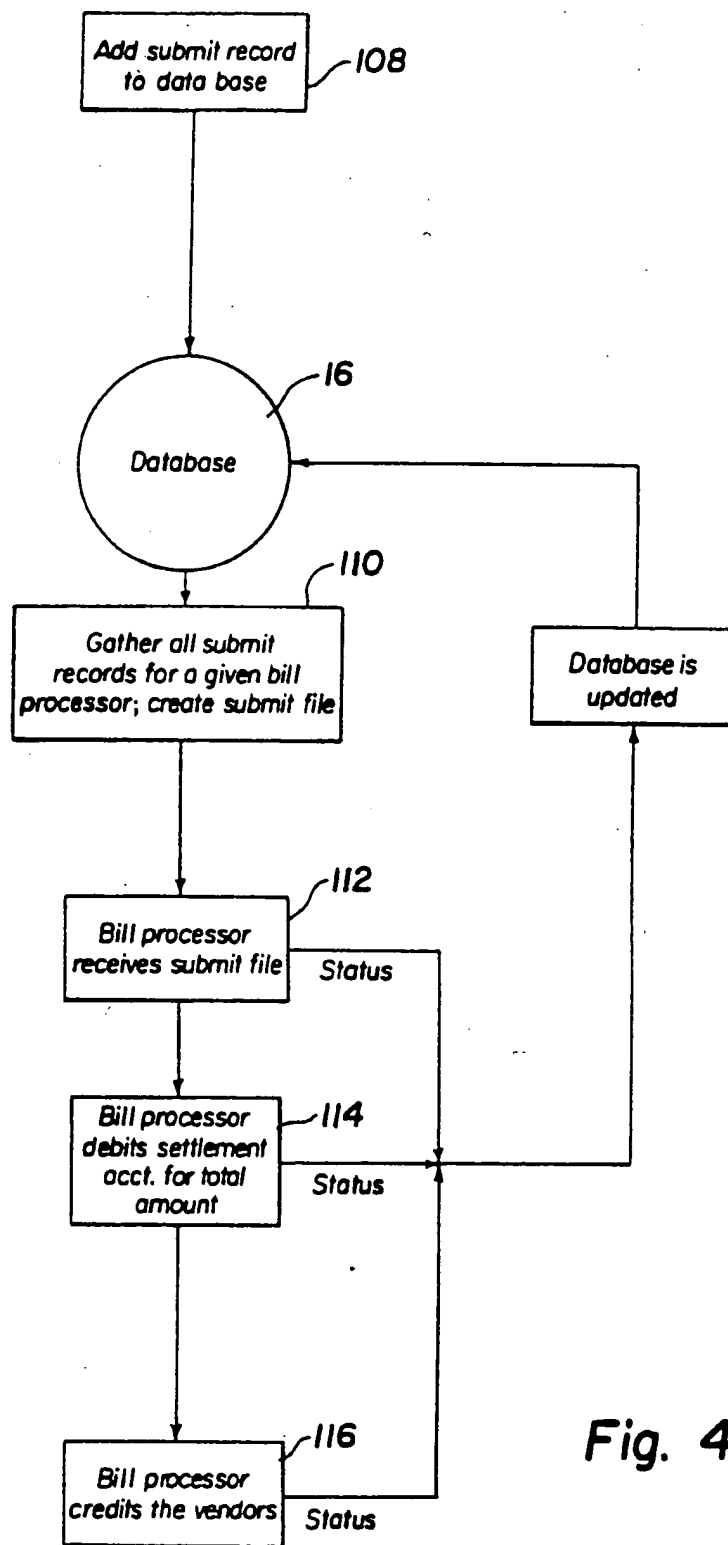 Add submit record
to data base
108
16
Database
110
Gather all submit
records for a given bill
processor; create submit file
Database is
updated
112
Bill processor
receives submit file
Status
Bill processor
debits settlement
acct. for total
amount
114
Status
116
Bill processor
credits the vendors
Status
Fig. 4